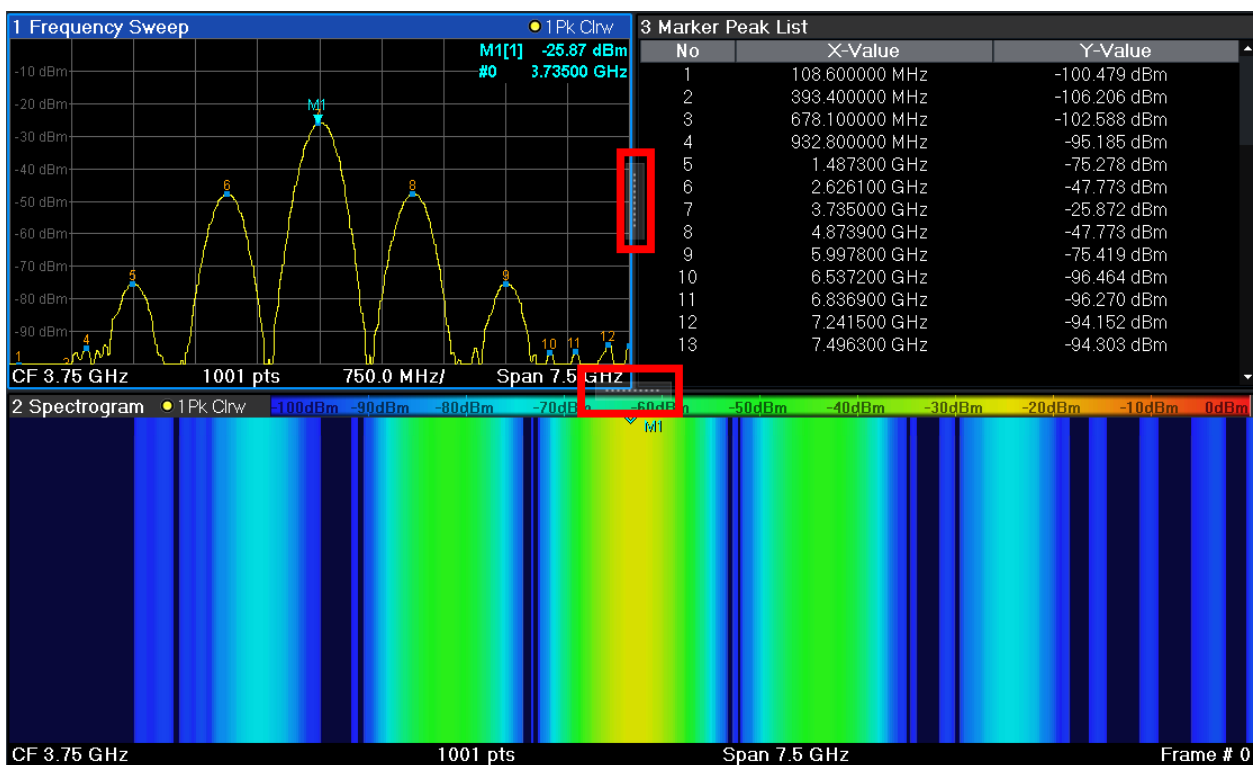 1 Frequency Sweep
1Pk Clrw
M1[1] -25.87 dBm
#0 3.73500 GHz
-10 dBm
-20 dBm
-30 dBm
-40 dBm
-50 dBm
-60 dBm
-70 dBm
-80 dBm
-90 dBm
M1
6
8
5
9
4
10
11
12
1
CF 3.75 GHz 1001 pts 750.0 MHz/ Span 7.5 GHz
3 Marker Peak List
No X-Value Y-Value
1 108.600000 MHz -100.479 dBm
2 393.400000 MHz -106.206 dBm
3 678.100000 MHz -102.588 dBm
4 932.800000 MHz -95.185 dBm
5 1.487300 GHz -75.278 dBm
6 2.626100 GHz -47.773 dBm
7 3.735000 GHz -25.872 dBm
8 4.873900 GHz -47.773 dBm
9 5.997800 GHz -75.419 dBm
10 6.537200 GHz -96.464 dBm
11 6.836900 GHz -96.270 dBm
12 7.241500 GHz -94.152 dBm
13 7.496300 GHz -94.303 dBm
2 Spectrogram 1Pk Clrw
-100dBm -90dBm -80dBm -70dBm -60dBm -50dBm -40dBm -30dBm -20dBm -10dBm 0dBm
M1
CF 3.75 GHz 1001 pts Span 7.5 GHz Frame # 0